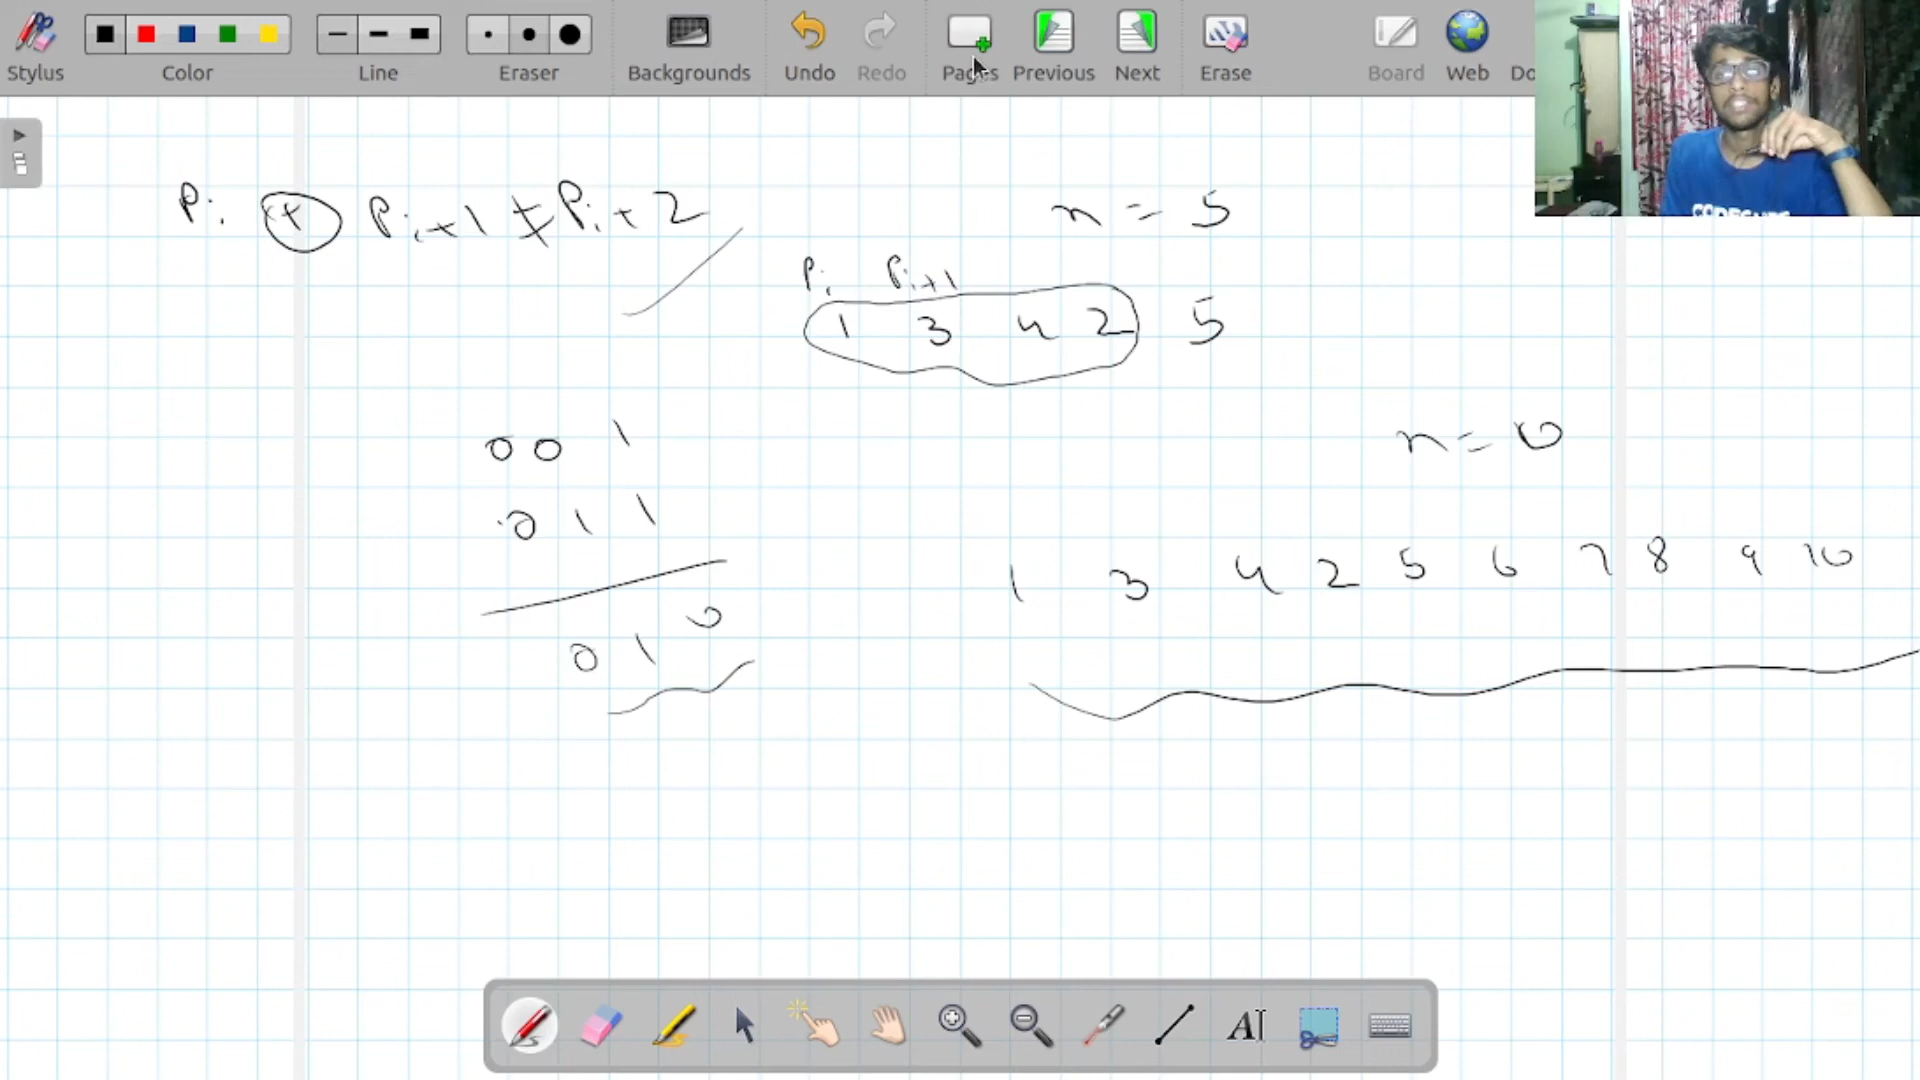 Stylus Color Line Eraser Backgrounds Undo Redo Pages Previous Next Erase Board Web Do
Pi ⊕ Pi+1 ≠ Pi+2
n = 5
Pi Pi+1
1 3 4 2 5
0 0 1
0 1 1
0 1 0
n = 0
1 3 4 2 5 6 7 8 9 10